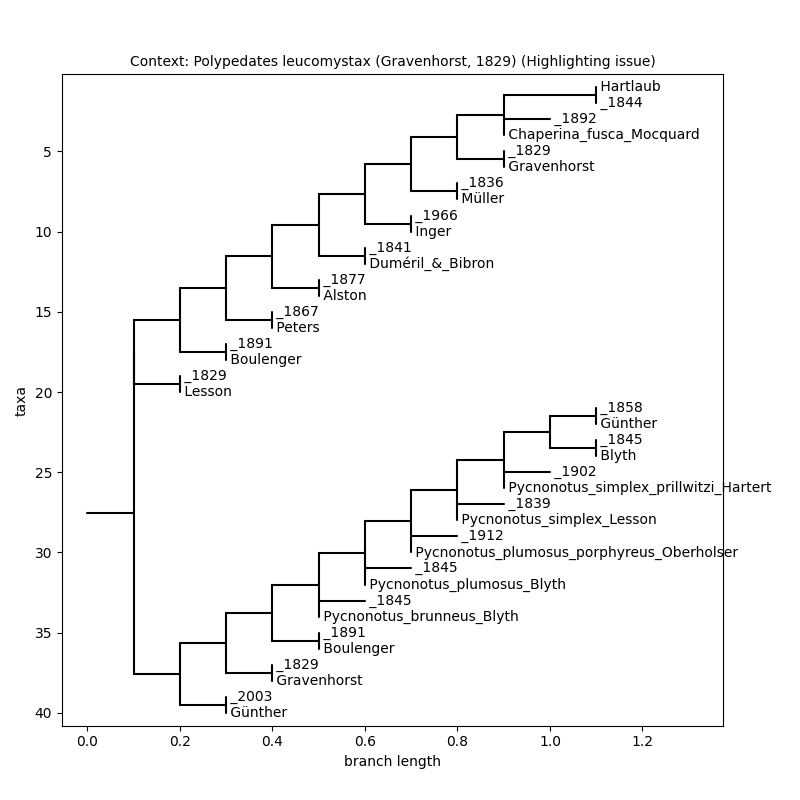 Context: Polypedates leucomystax (Gravenhorst, 1829) (Highlighting issue)
Hartlaub
_1844
_1892
Chaperina_fusca_Mocquard
_1829
Gravenhorst
_1836
Müller
_1966
Inger
_1841
Duméril_&_Bibron
_1877
Alston
_1867
Peters
_1891
Boulenger
_1829
Lesson
_1858
Günther
_1845
Blyth
_1902
Pycnonotus_simplex_prillwitzi_Hartert
_1839
Pycnonotus_simplex_Lesson
_1912
Pycnonotus_plumosus_porphyreus_Oberholser
_1845
Pycnonotus_plumosus_Blyth
_1845
Pycnonotus_brunneus_Blyth
_1891
Boulenger
_1829
Gravenhorst
_2003
Günther
5
10
15
20
25
30
35
40
taxa
0.0 0.2 0.4 0.6 0.8 1.0 1.2
branch length